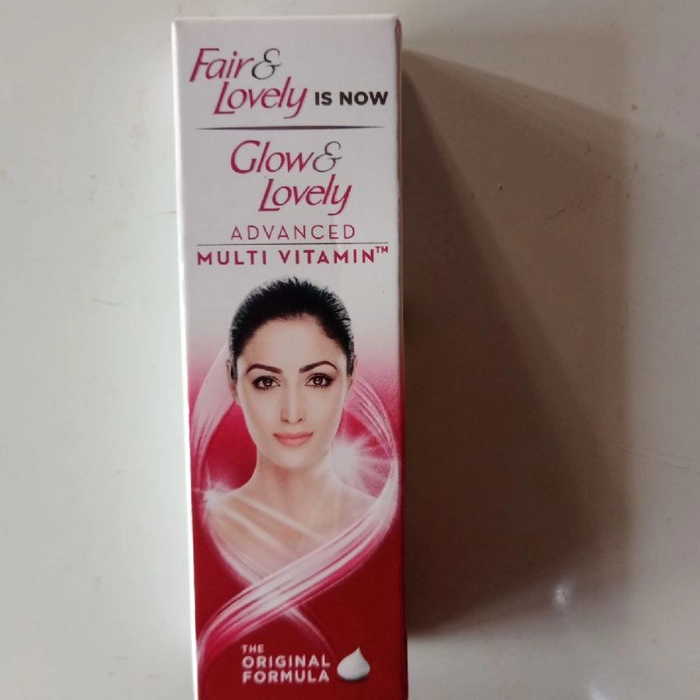 Fair &
Lovely IS NOW
Glow &
Lovely
ADVANCED
MULTI VITAMIN™
THE
ORIGINAL
FORMULA